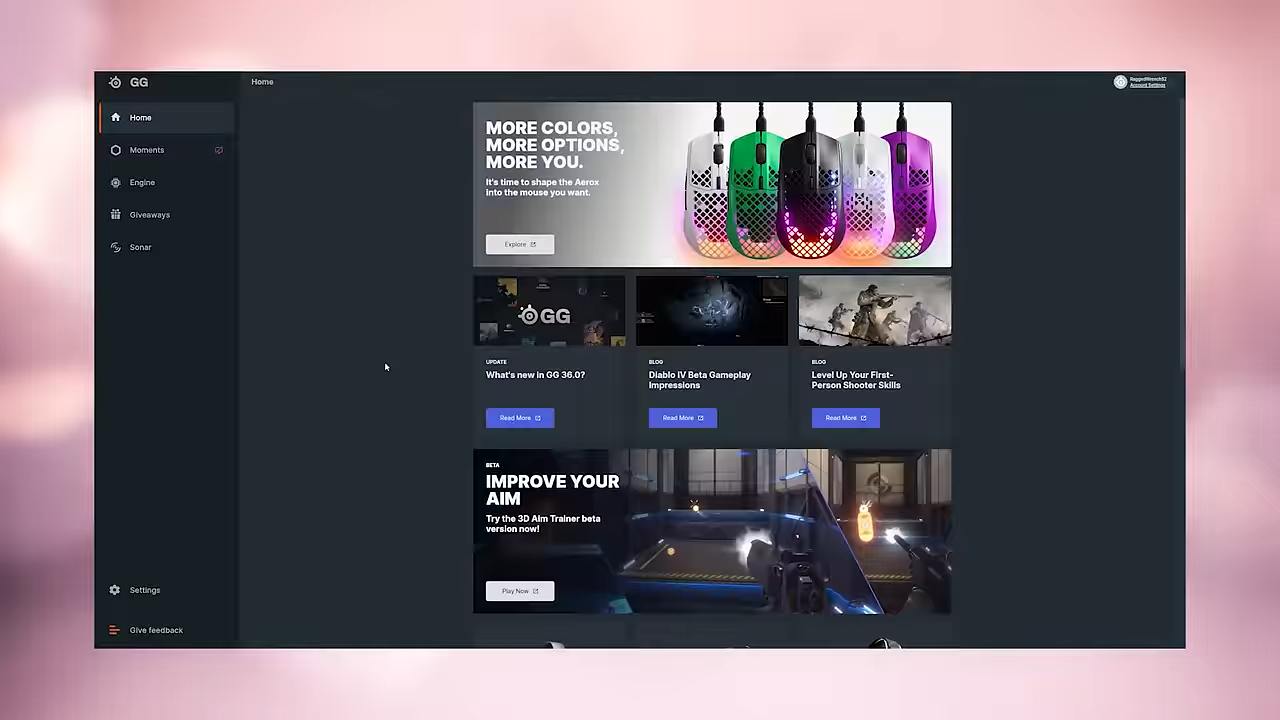 GG
Home
RaggedWrench52
Account Settings
Home
Moments
Engine
Giveaways
Sonar
Settings
Give feedback
MORE COLORS,
MORE OPTIONS,
MORE YOU.
It's time to shape the Aerox
into the mouse you want.
Explore
GG
UPDATE
What's new in GG 36.0?
Read More
BLOG
Diablo IV Beta Gameplay
Impressions
Read More
BLOG
Level Up Your First-
Person Shooter Skills
Read More
BETA
IMPROVE YOUR
AIM
Try the 3D Aim Trainer beta
version now!
Play Now